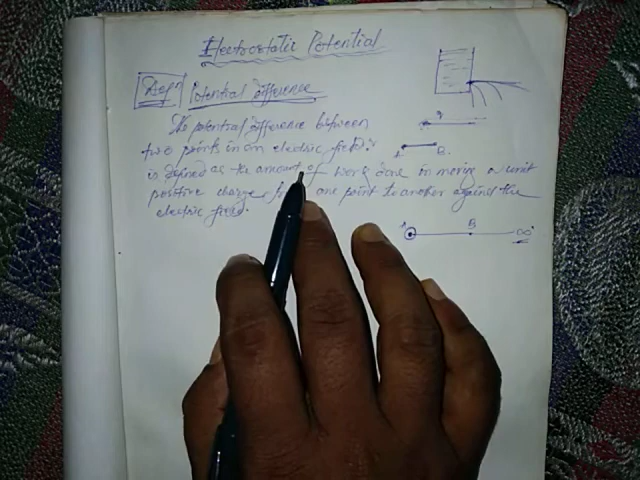 Electrostatic Potential
Defn Potential Difference
The potential difference between
two points in an electric field
is defined as the amount of work done in moving a unit
positive charge one point to another against the
electric field.
A B.
A B ∞